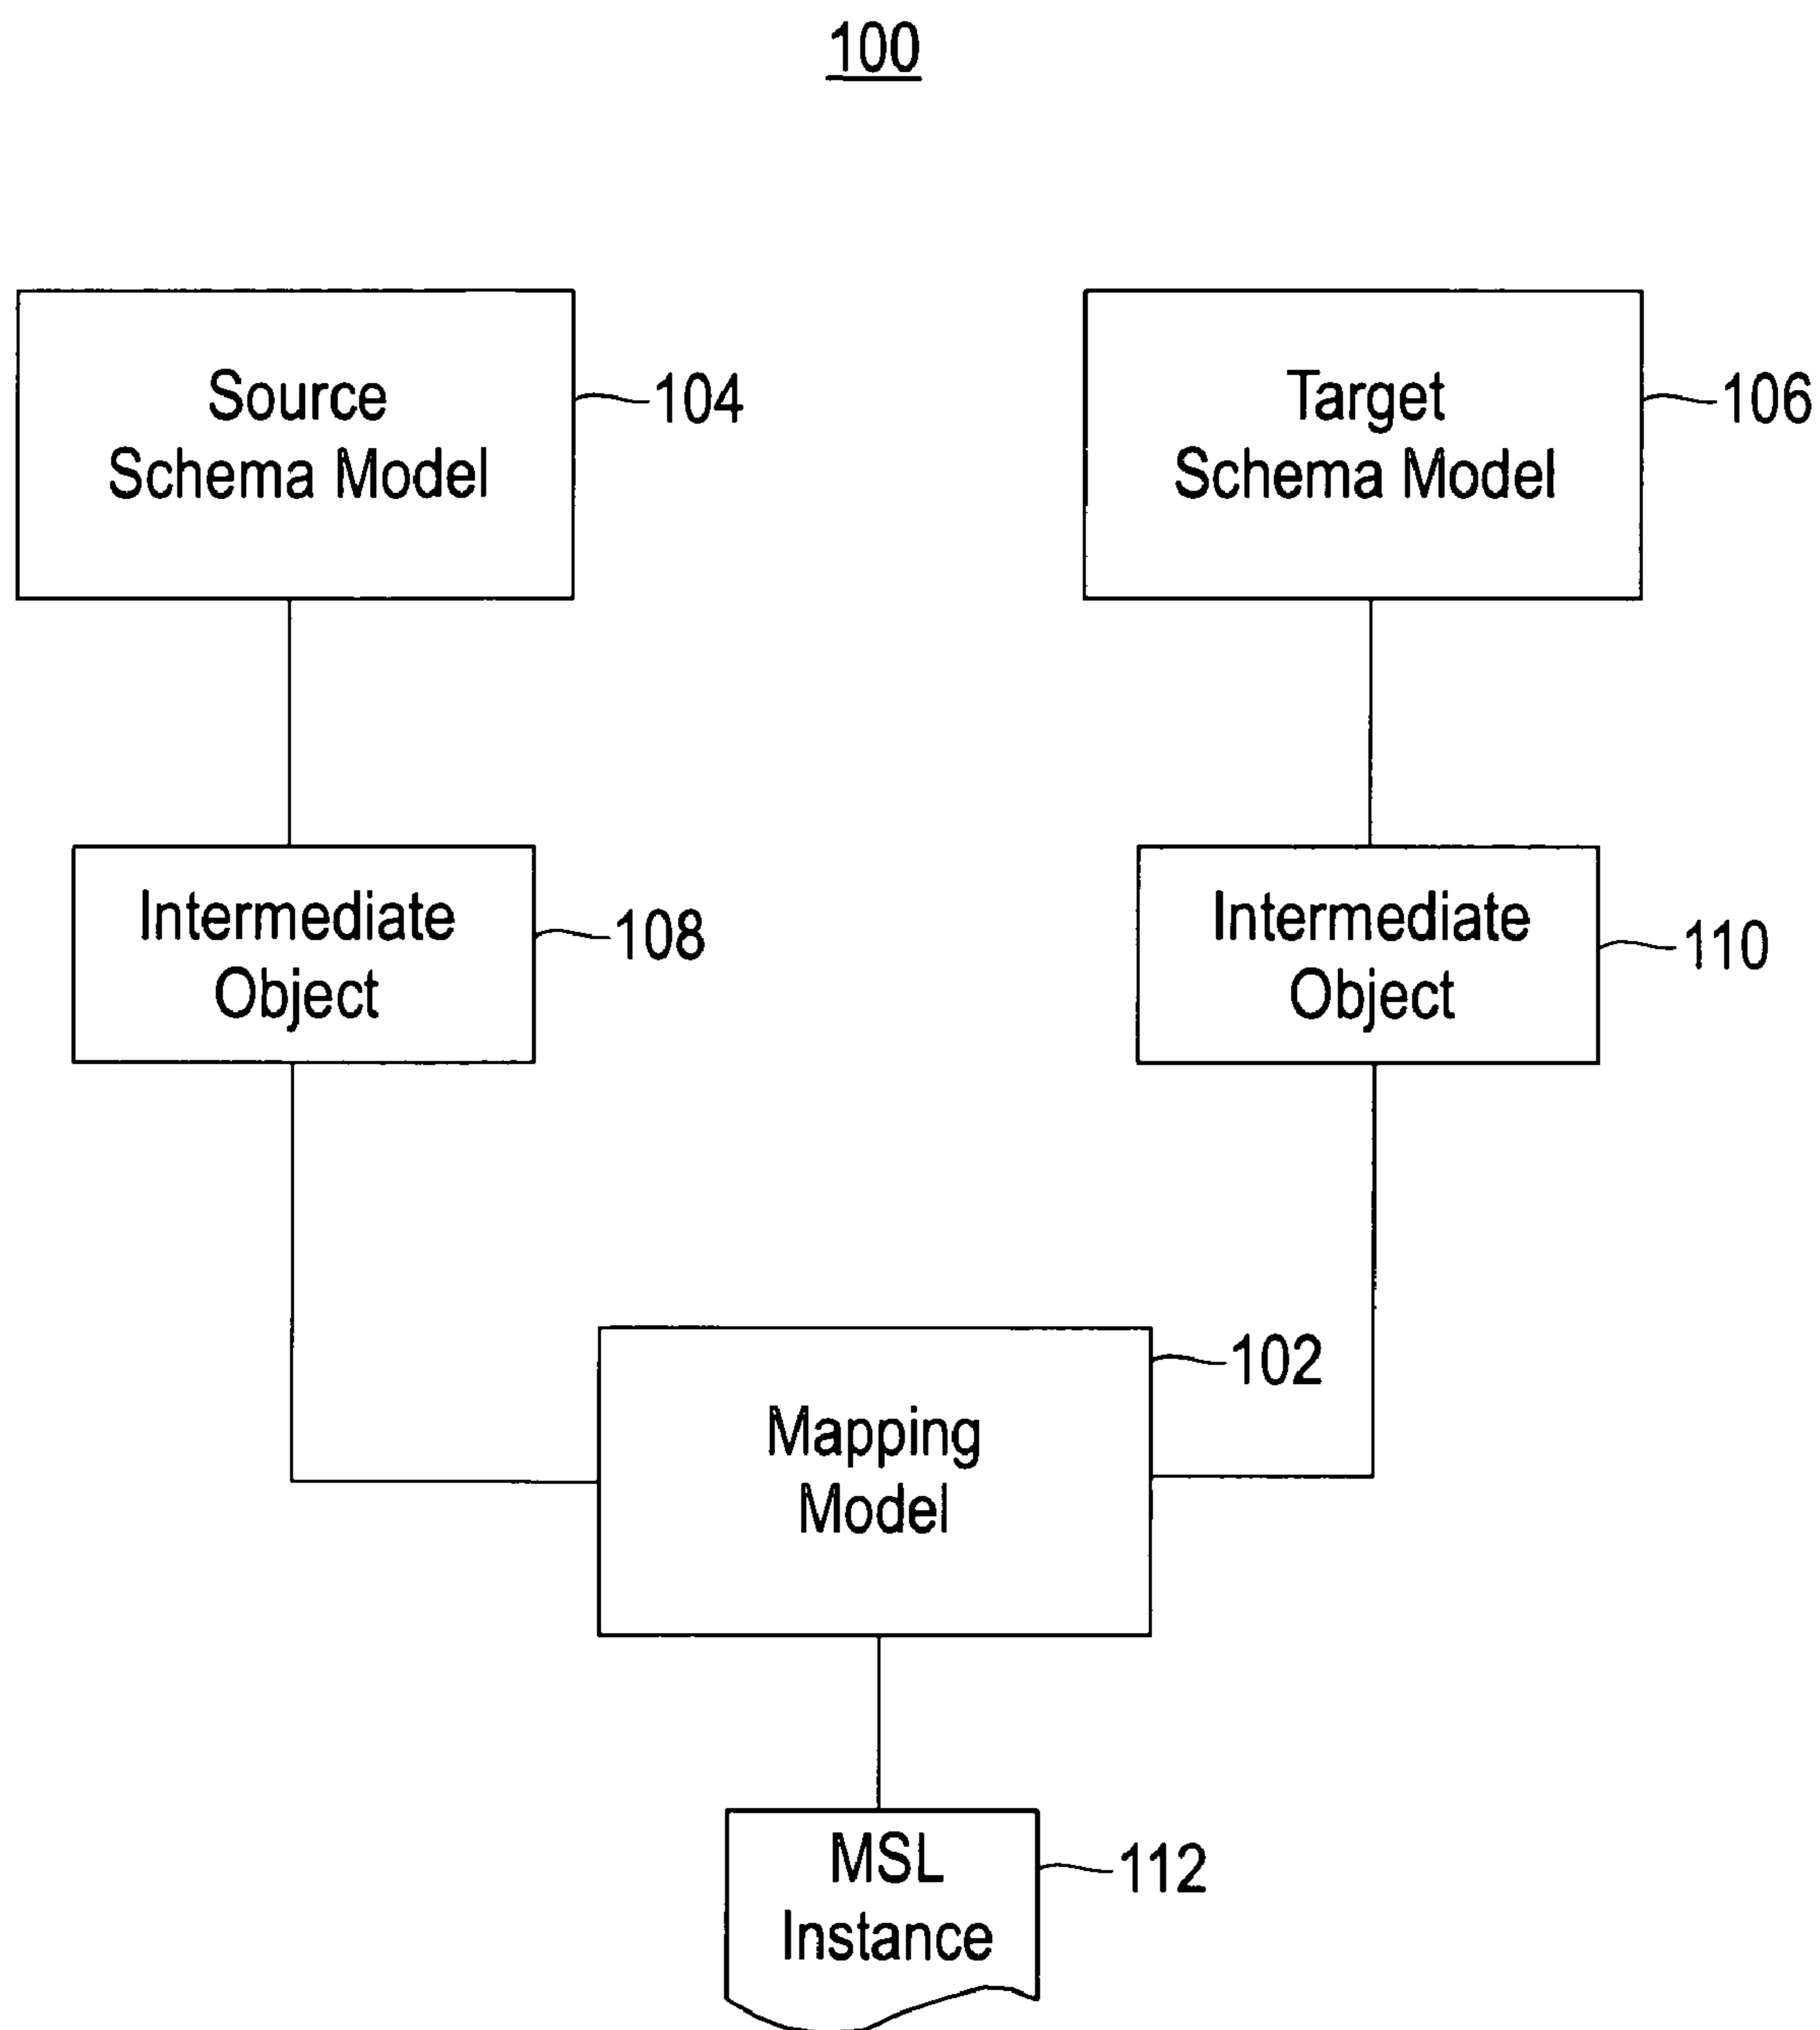 100
Source
Schema Model
104
Target
Schema Model
106
Intermediate
Object
108
Intermediate
Object
110
Mapping
Model
102
MSL
Instance
112